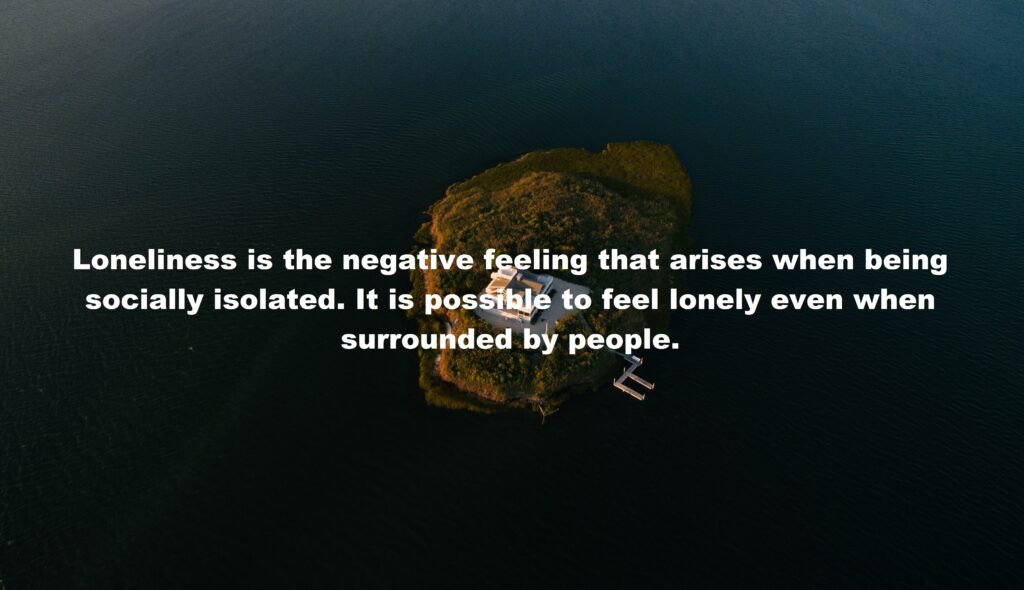 Loneliness is the negative feeling that arises when being
socially isolated. It is possible to feel lonely even when
surrounded by people.